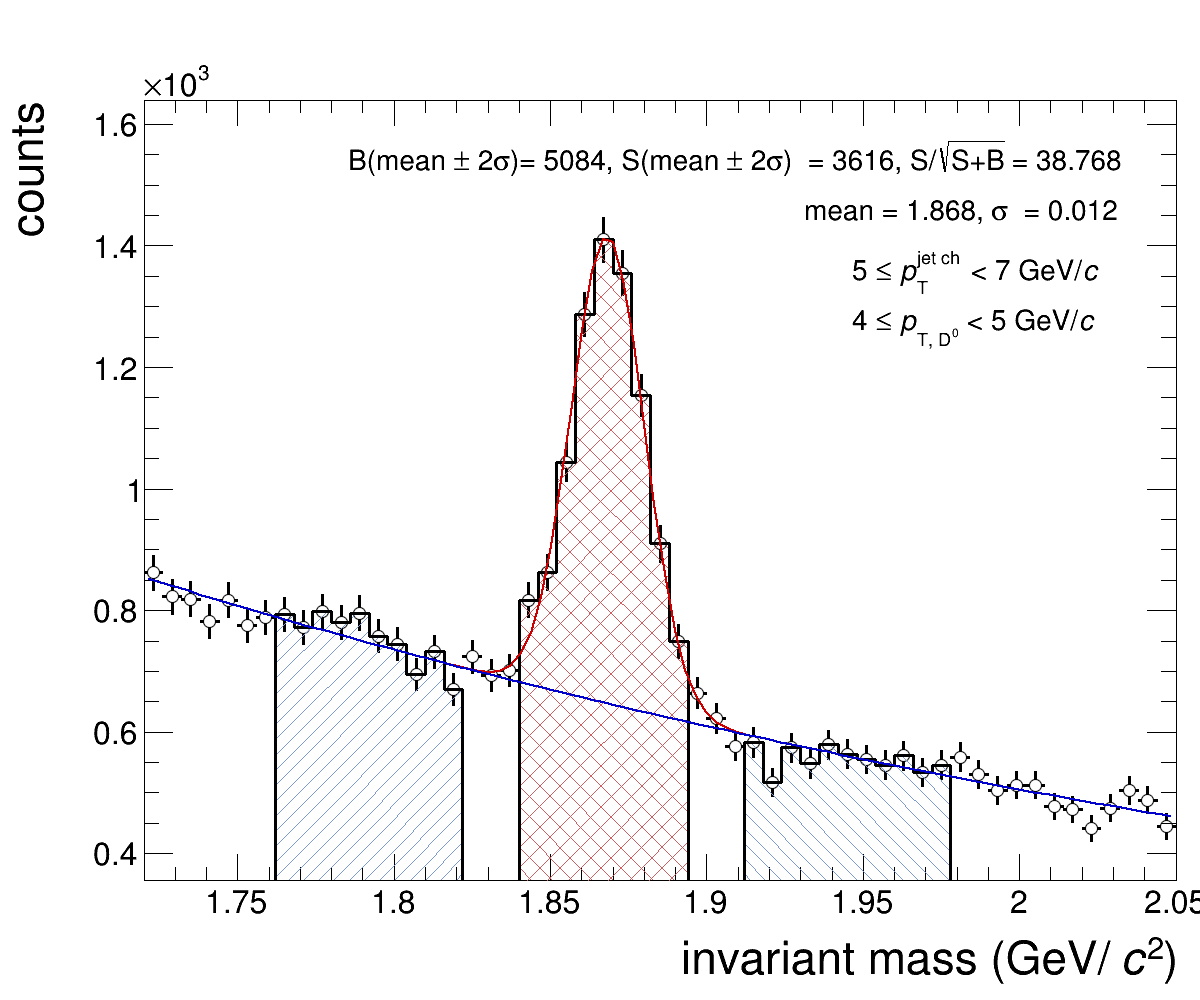 ×10³
counts
1.6
1.4
1.2
1
0.8
0.6
0.4
B(mean ± 2σ)= 5084, S(mean ± 2σ) = 3616, S/√S+B = 38.768
mean = 1.868, σ = 0.012
5 ≤ p_T^jet ch < 7 GeV/c
4 ≤ p_T, D⁰ < 5 GeV/c
1.75 1.8 1.85 1.9 1.95 2 2.05
invariant mass (GeV/ c²)